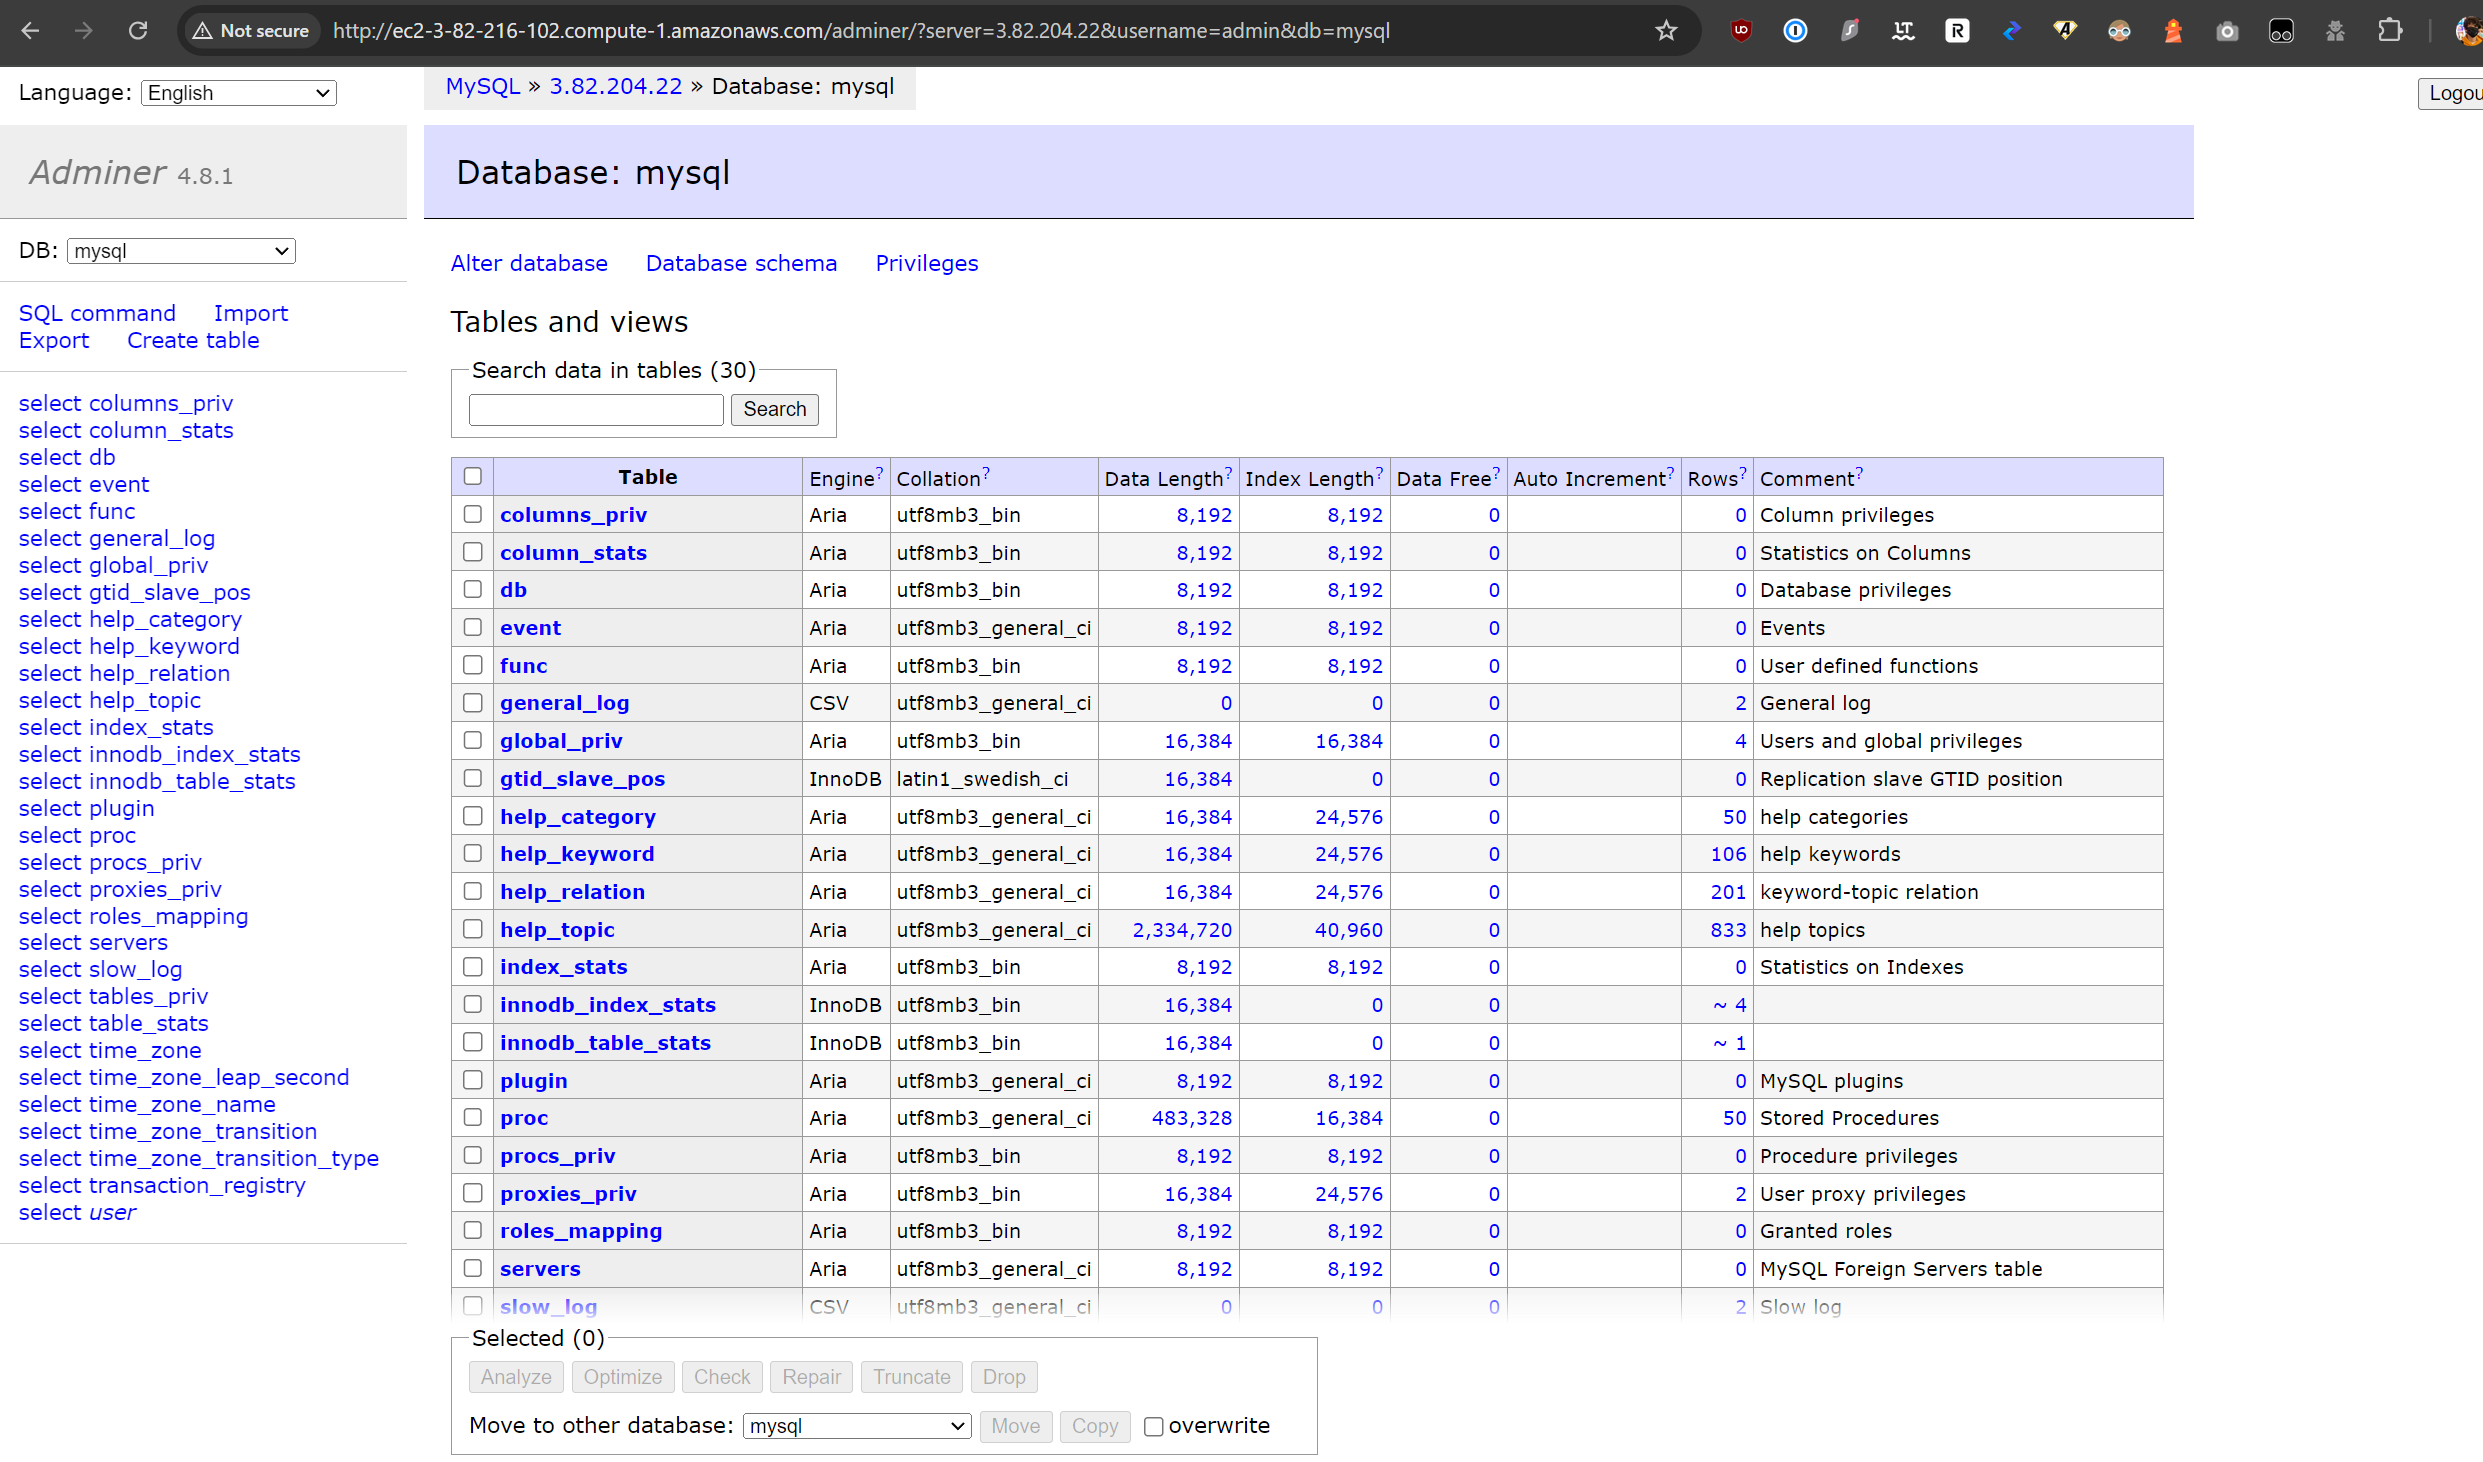 Not secure http://ec2-3-82-216-102.compute-1.amazonaws.com/adminer/?server=3.82.204.22&username=admin&db=mysql
Language: English
MySQL » 3.82.204.22 » Database: mysql
Logou
Adminer 4.8.1
Database: mysql
DB: mysql
SQL command Import
Export Create table
select columns_priv
select column_stats
select db
select event
select func
select general_log
select global_priv
select gtid_slave_pos
select help_category
select help_keyword
select help_relation
select help_topic
select index_stats
select innodb_index_stats
select innodb_table_stats
select plugin
select proc
select procs_priv
select proxies_priv
select roles_mapping
select servers
select slow_log
select tables_priv
select table_stats
select time_zone
select time_zone_leap_second
select time_zone_name
select time_zone_transition
select time_zone_transition_type
select transaction_registry
select user
Alter database Database schema Privileges
Tables and views
Search data in tables (30)
Search
Table Engine? Collation? Data Length? Index Length? Data Free? Auto Increment? Rows? Comment?
columns_priv Aria utf8mb3_bin 8,192 8,192 0 0 Column privileges
column_stats Aria utf8mb3_bin 8,192 8,192 0 0 Statistics on Columns
db Aria utf8mb3_bin 8,192 8,192 0 0 Database privileges
event Aria utf8mb3_general_ci 8,192 8,192 0 0 Events
func Aria utf8mb3_bin 8,192 8,192 0 0 User defined functions
general_log CSV utf8mb3_general_ci 0 0 0 2 General log
global_priv Aria utf8mb3_bin 16,384 16,384 0 4 Users and global privileges
gtid_slave_pos InnoDB latin1_swedish_ci 16,384 0 0 0 Replication slave GTID position
help_category Aria utf8mb3_general_ci 16,384 24,576 0 50 help categories
help_keyword Aria utf8mb3_general_ci 16,384 24,576 0 106 help keywords
help_relation Aria utf8mb3_general_ci 16,384 24,576 0 201 keyword-topic relation
help_topic Aria utf8mb3_general_ci 2,334,720 40,960 0 833 help topics
index_stats Aria utf8mb3_bin 8,192 8,192 0 0 Statistics on Indexes
innodb_index_stats InnoDB utf8mb3_bin 16,384 0 0 ~ 4
innodb_table_stats InnoDB utf8mb3_bin 16,384 0 0 ~ 1
plugin Aria utf8mb3_general_ci 8,192 8,192 0 0 MySQL plugins
proc Aria utf8mb3_general_ci 483,328 16,384 0 50 Stored Procedures
procs_priv Aria utf8mb3_bin 8,192 8,192 0 0 Procedure privileges
proxies_priv Aria utf8mb3_bin 16,384 24,576 0 2 User proxy privileges
roles_mapping Aria utf8mb3_bin 8,192 8,192 0 0 Granted roles
servers Aria utf8mb3_general_ci 8,192 8,192 0 0 MySQL Foreign Servers table
slow_log CSV utf8mb3_general_ci 0 0 0 2 Slow log
Selected (0)
Analyze Optimize Check Repair Truncate Drop
Move to other database: mysql Move Copy overwrite